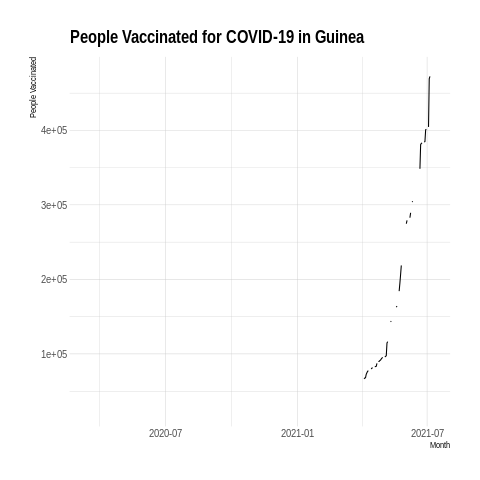 People Vaccinated for COVID-19 in Guinea
People Vaccinated
4e+05
3e+05
2e+05
1e+05
2020-07
2021-01
2021-07
Month